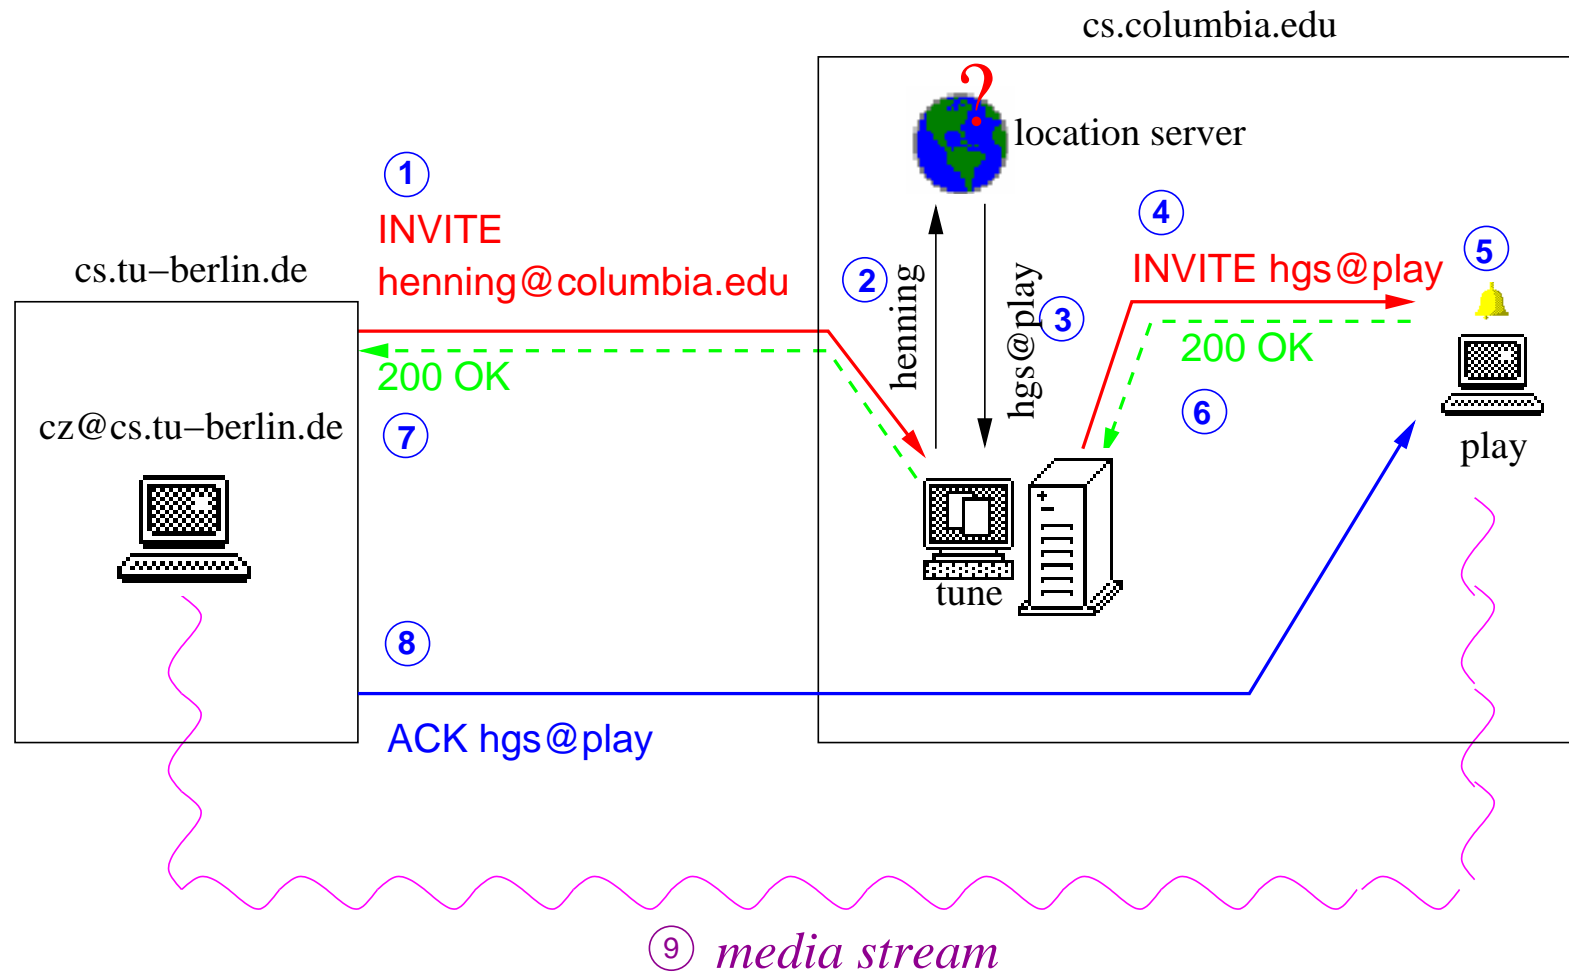 cs.columbia.edu
?
location server
1
INVITE
henning@columbia.edu
cs.tu−berlin.de
2
henning
hgs@play
3
4
INVITE hgs@play
5
200 OK
200 OK
6
7
cz@cs.tu−berlin.de
play
tune
8
ACK hgs@play
9 media stream